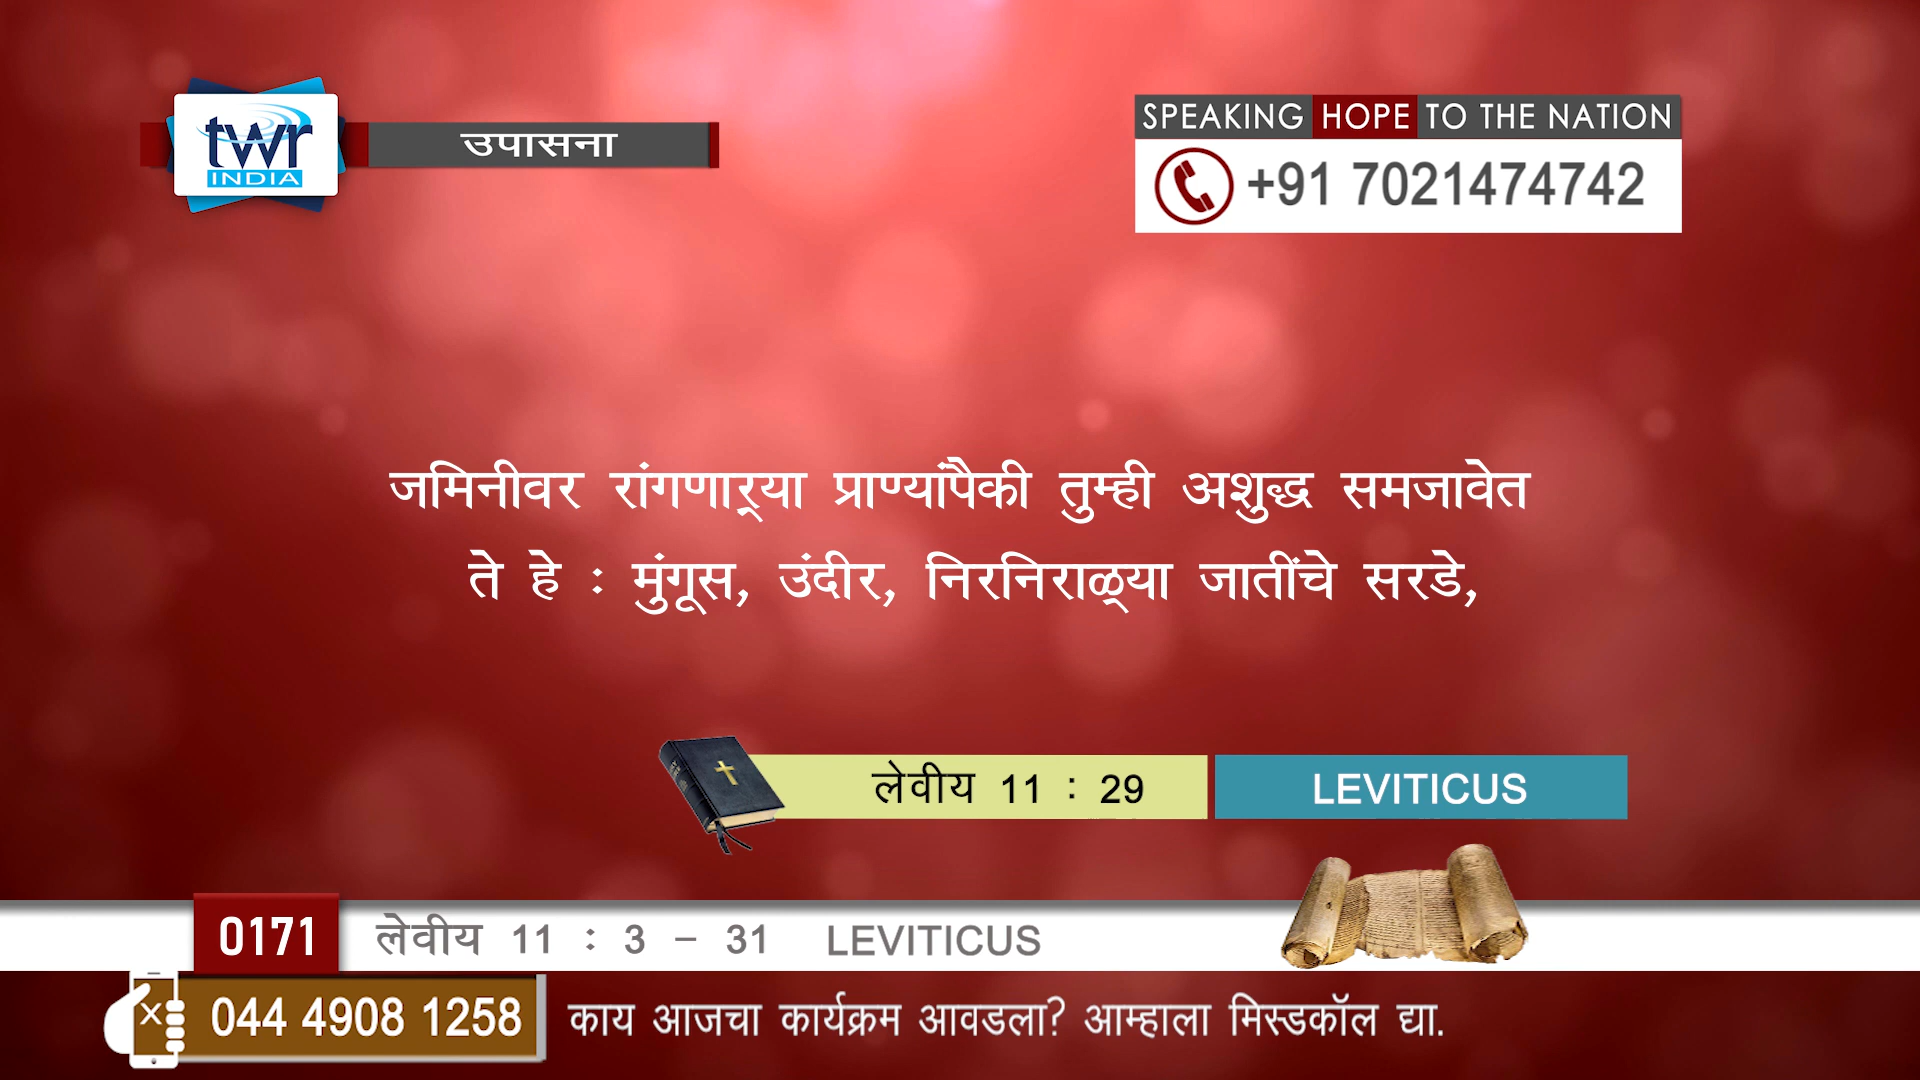 twr
INDIA
उपासना
SPEAKING HOPE TO THE NATION
+91 7021474742
जमिनीवर रांगणाऱ्या प्राण्यांपैकी तुम्ही अशुद्ध समजावेत
ते हे : मुंगूस, उंदीर, निरनिराळ्या जातींचे सरडे,
लेवीय 11 : 29
LEVITICUS
0171
लेवीय 11 : 3 - 31 LEVITICUS
044 4908 1258
काय आजचा कार्यक्रम आवडला? आम्हाला मिस्डकॉल द्या.